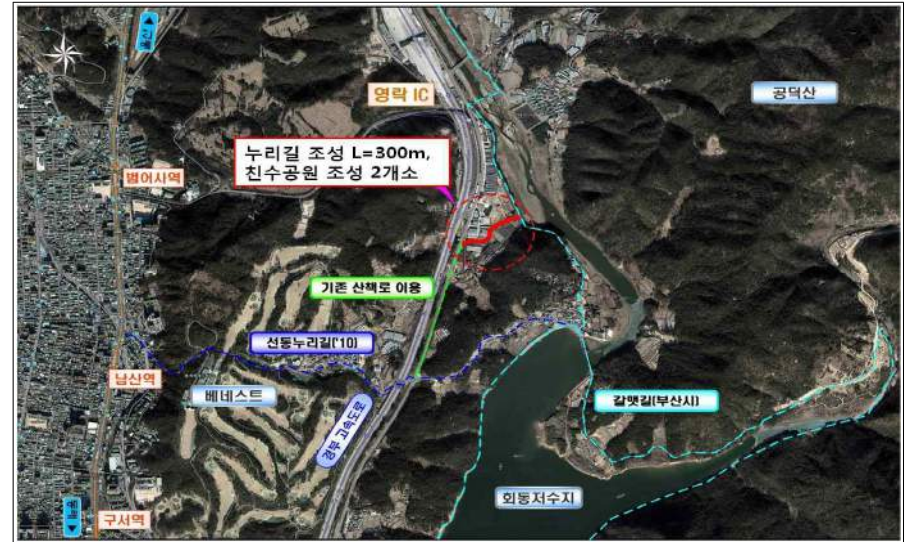 영락 IC
공덕산
누리길 조성 L=300m,
친수공원 조성 2개소
범어사역
기존 산책로 이용
선동누리길('10)
남산역
베네스트
갈맷길(부산시)
경부 고속도로
회동저수지
구서역